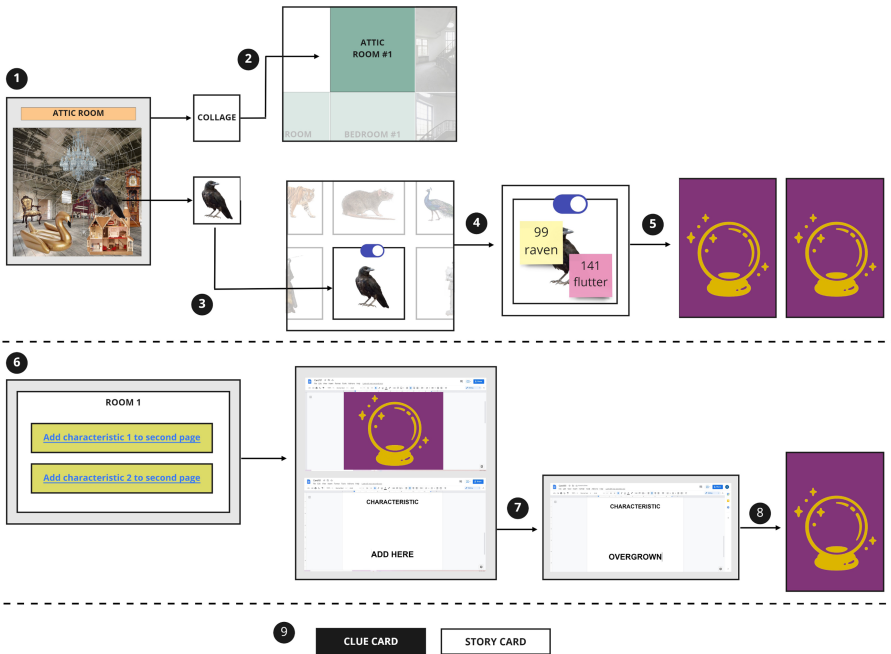 1
ATTIC ROOM
COLLAGE
2
ATTIC
ROOM #1
ROOM
BEDROOM #1
3
4
99
raven
141
flutter
5
6
ROOM 1
Add characteristic 1 to second page
Add characteristic 2 to second page
CHARACTERISTIC
ADD HERE
7
CHARACTERISTIC
OVERGROWN
8
9
CLUE CARD
STORY CARD